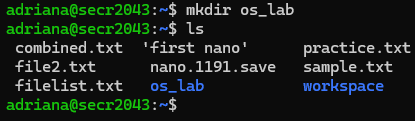 adriana@secr2043:~$ mkdir os_lab
adriana@secr2043:~$ ls
combined.txt 'first nano' practice.txt
file2.txt nano.1191.save sample.txt
filelist.txt os_lab workspace
adriana@secr2043:~$